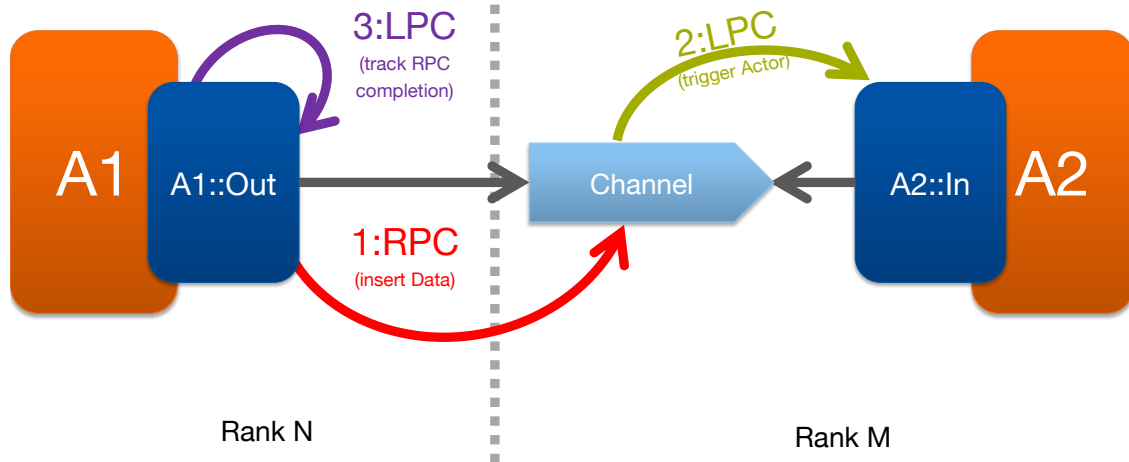 3:LPC
(track RPC
completion)
2:LPC
(trigger Actor)
A1
A1::Out
Channel
A2::In
A2
1:RPC
(insert Data)
Rank N
Rank M